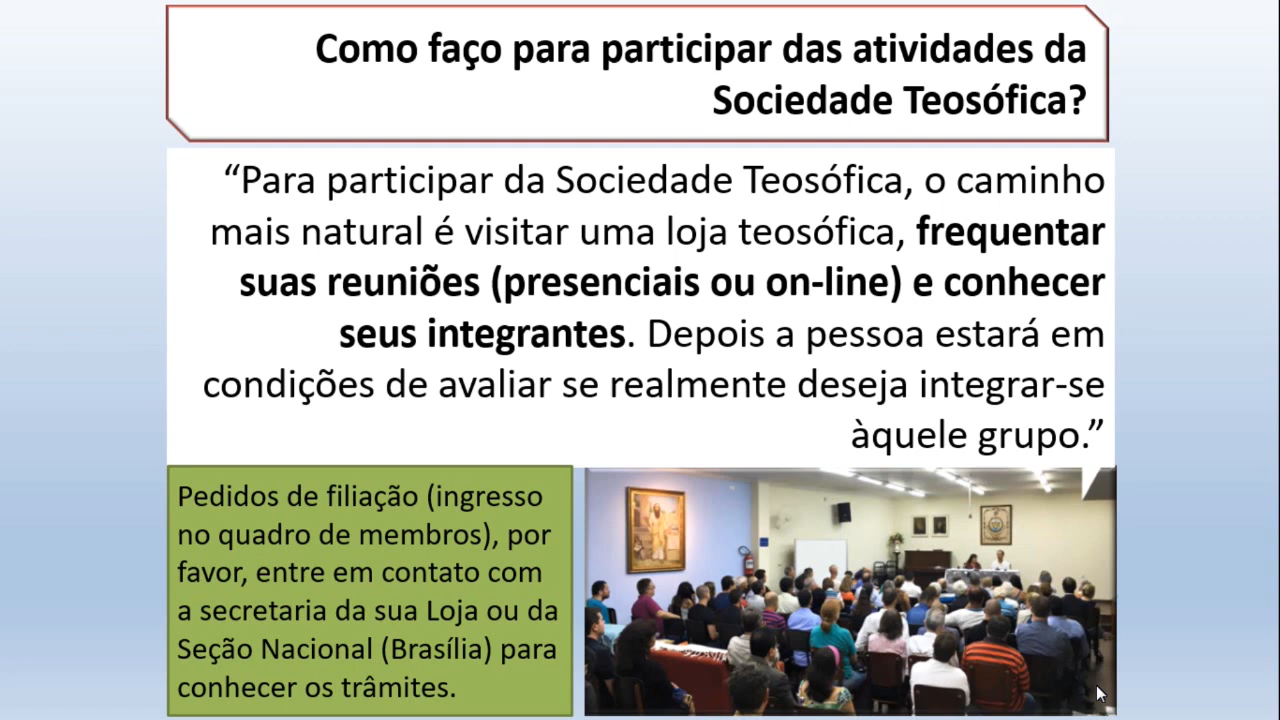 Como faço para participar das atividades da
Sociedade Teosófica?
“Para participar da Sociedade Teosófica, o caminho
mais natural é visitar uma loja teosófica, frequentar
suas reuniões (presenciais ou on-line) e conhecer
seus integrantes. Depois a pessoa estará em
condições de avaliar se realmente deseja integrar-se
àquele grupo.”
Pedidos de filiação (ingresso
no quadro de membros), por
favor, entre em contato com
a secretaria da sua Loja ou da
Seção Nacional (Brasília) para
conhecer os trâmites.